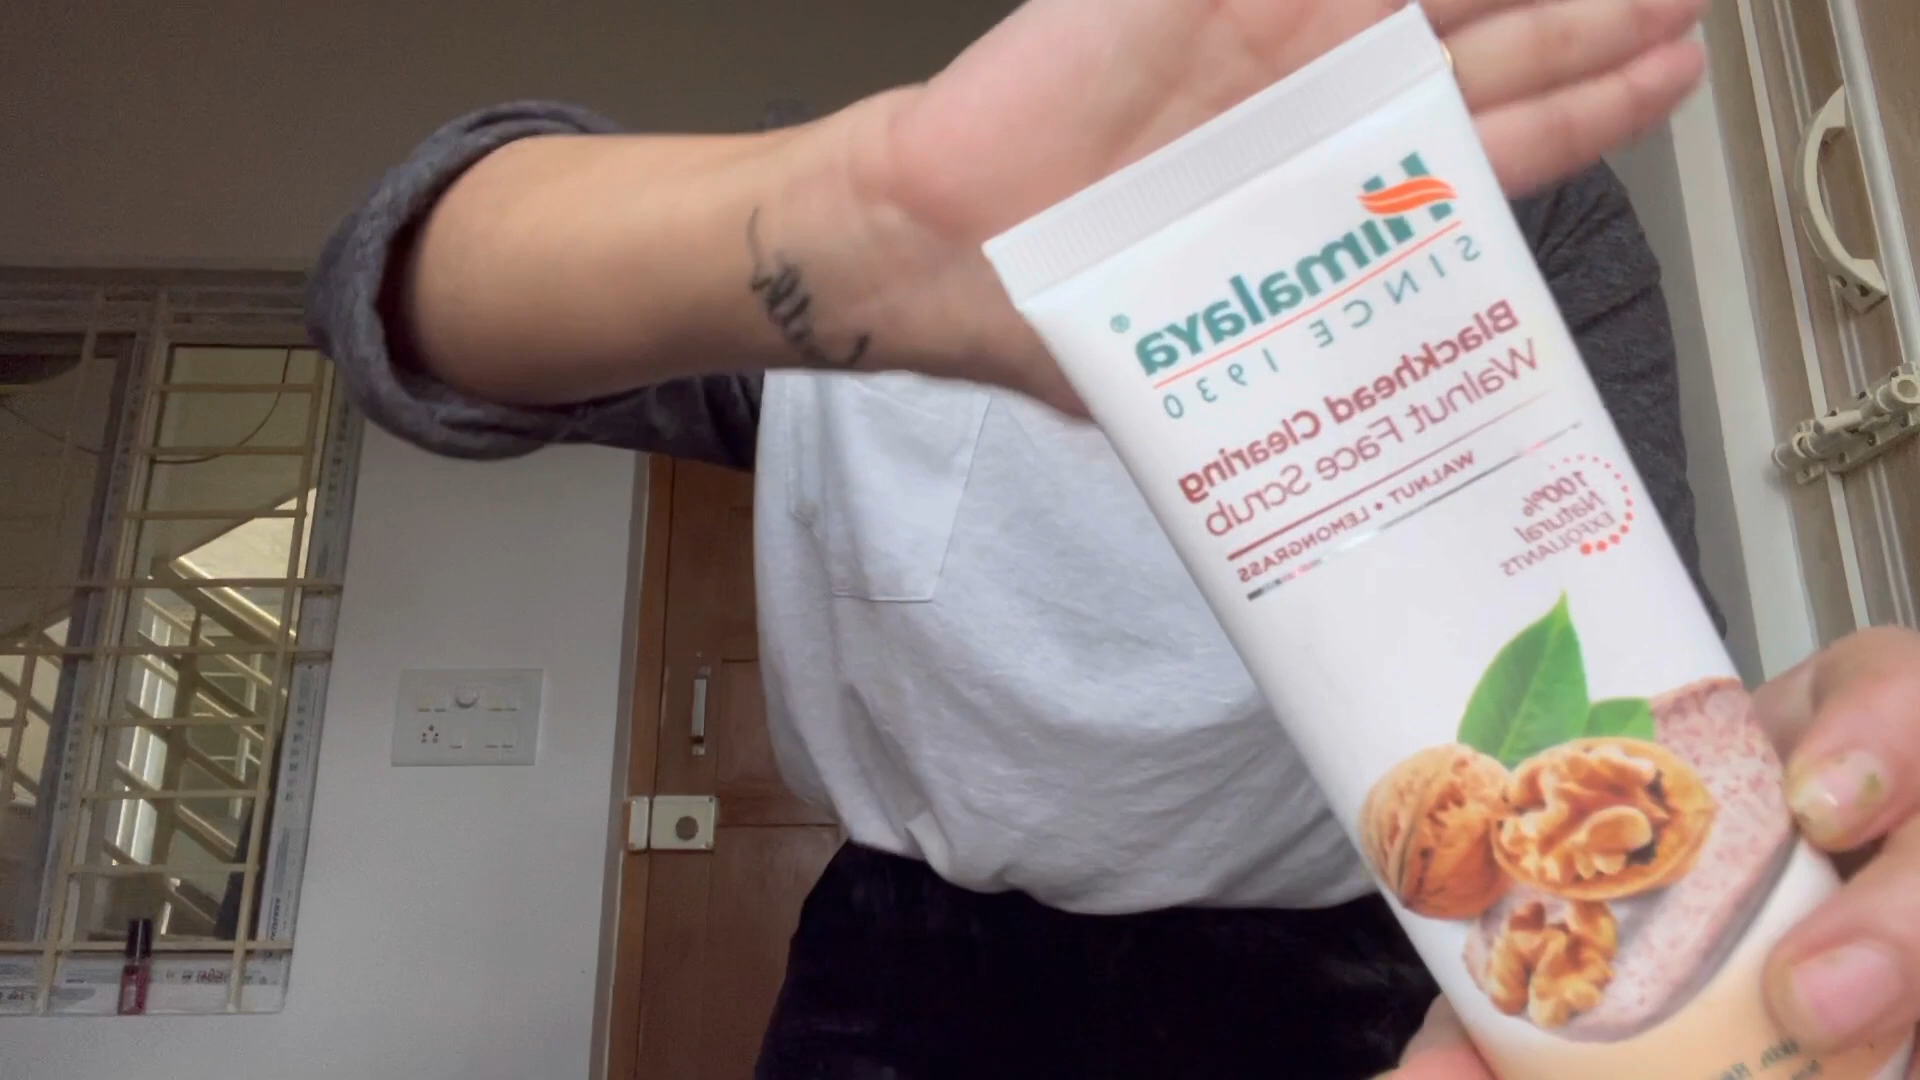 Himalaya®
SINCE 1930
Blackhead Clearing
Walnut Face Scrub
WALNUT • LEMONGRASS
100%
Natural
EXFOLIANTS